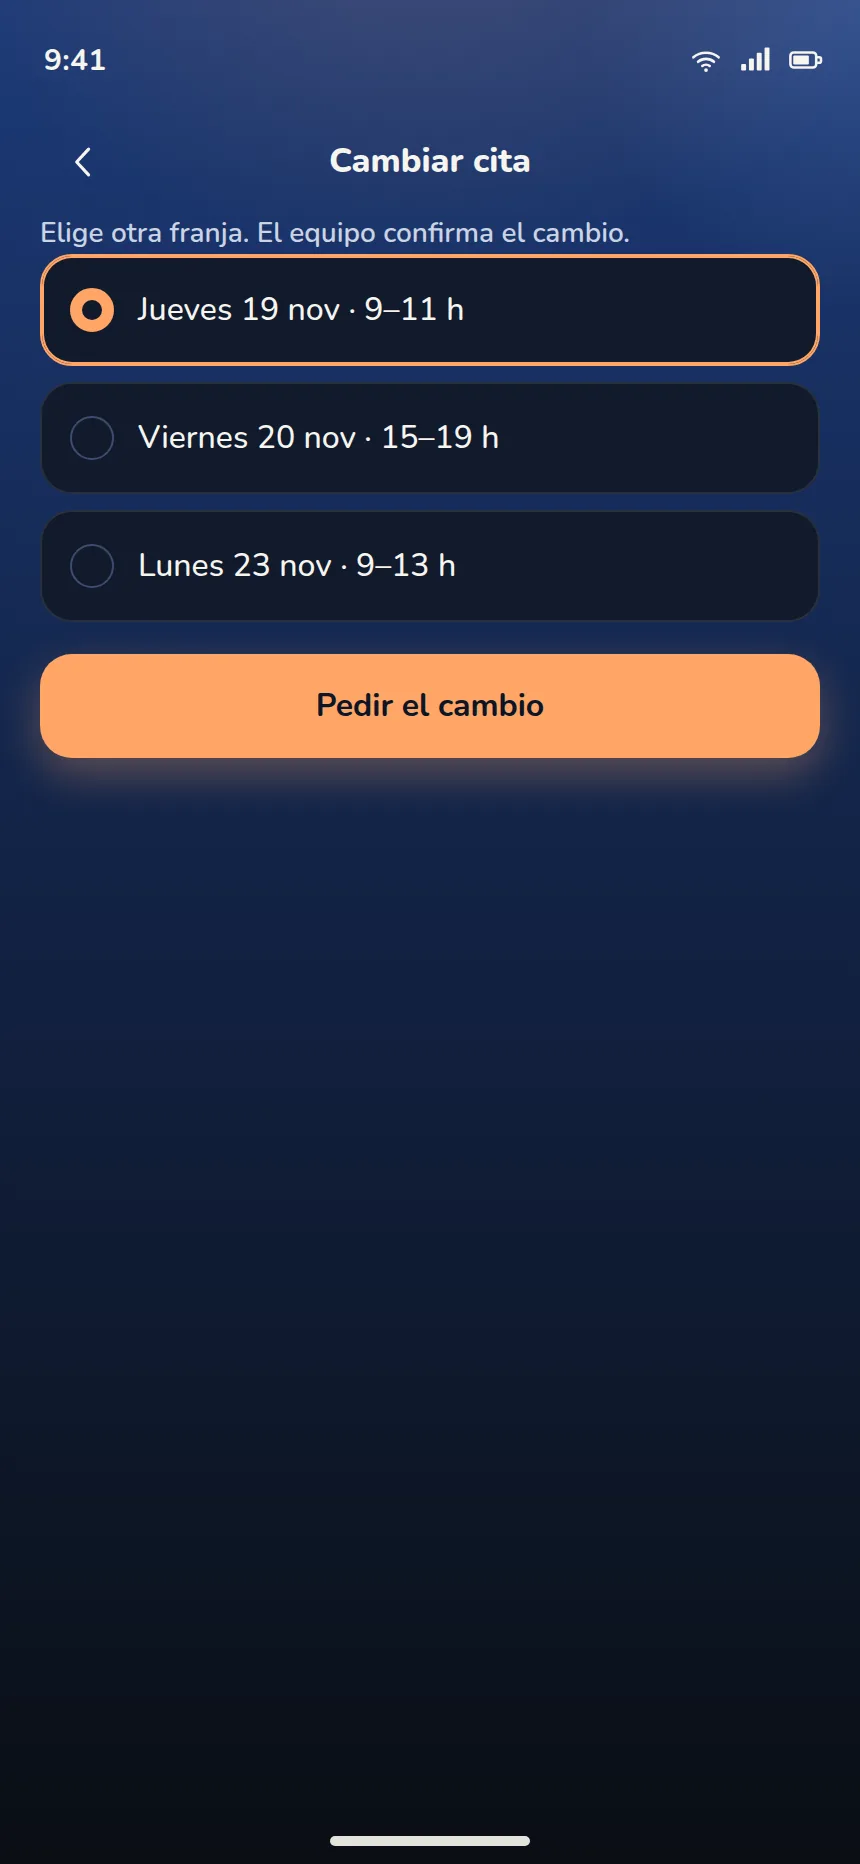 9:41
Cambiar cita
Elige otra franja. El equipo confirma el cambio.
Jueves 19 nov · 9–11 h
Viernes 20 nov · 15–19 h
Lunes 23 nov · 9–13 h
Pedir el cambio